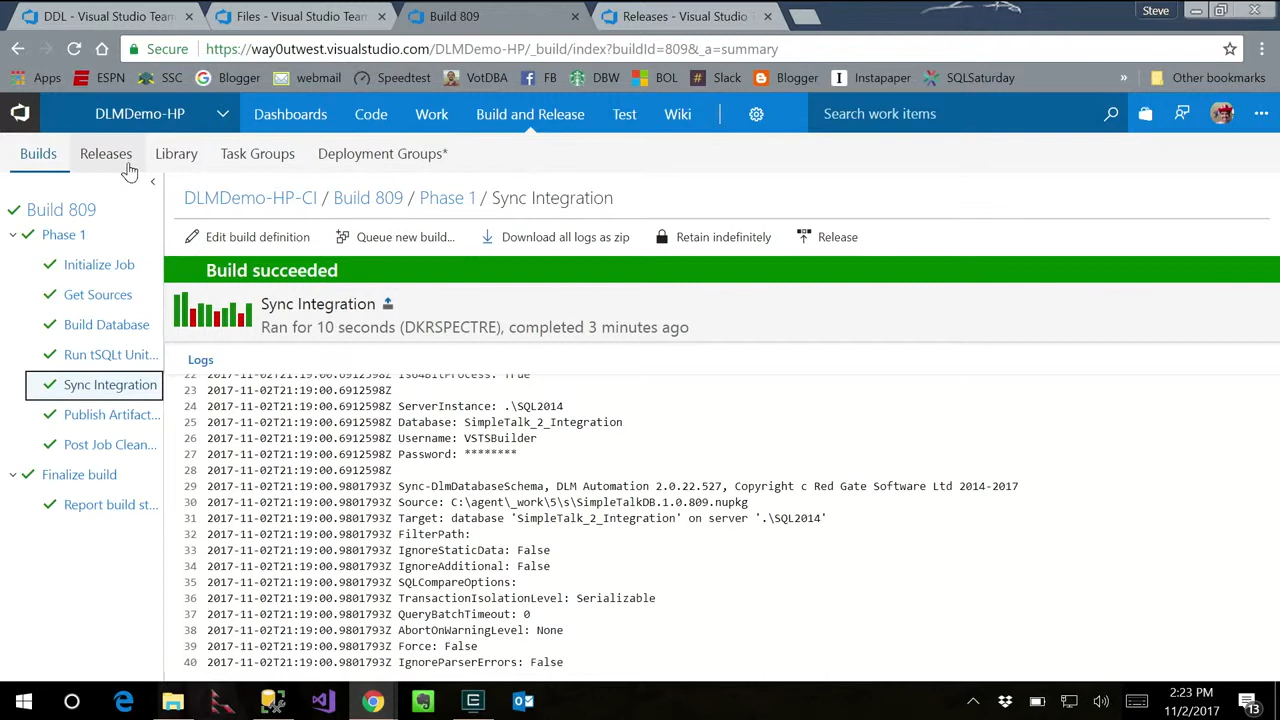 DDL - Visual Studio Team
Files - Visual Studio Team
Build 809
Releases - Visual Studio T
Steve
Secure
https://way0utwest.visualstudio.com/DLMDemo-HP/_build/index?buildId=809&_a=summary
Apps
ESPN
SSC
Blogger
webmail
Speedtest
VotDBA
FB
DBW
BOL
Slack
Blogger
Instapaper
SQLSaturday
»
Other bookmarks
DLMDemo-HP
Dashboards
Code
Work
Build and Release
Test
Wiki
Search work items
Builds
Releases
Library
Task Groups
Deployment Groups*
Build 809
Phase 1
Initialize Job
Get Sources
Build Database
Run tSQLt Unit...
Sync Integration
Publish Artifact...
Post Job Clean...
Finalize build
Report build st...
DLMDemo-HP-CI / Build 809 / Phase 1 / Sync Integration
Edit build definition
Queue new build...
Download all logs as zip
Retain indefinitely
Release
Build succeeded
Sync Integration
Ran for 10 seconds (DKRSPECTRE), completed 3 minutes ago
Logs
22 2017-11-02T21:19:00.6912598Z Is64BitProcess: True
23 2017-11-02T21:19:00.6912598Z
24 2017-11-02T21:19:00.6912598Z ServerInstance: .\SQL2014
25 2017-11-02T21:19:00.6912598Z Database: SimpleTalk_2_Integration
26 2017-11-02T21:19:00.6912598Z Username: VSTSBuilder
27 2017-11-02T21:19:00.6912598Z Password: ********
28 2017-11-02T21:19:00.6912598Z
29 2017-11-02T21:19:00.9801793Z Sync-DlmDatabaseSchema, DLM Automation 2.0.22.527, Copyright c Red Gate Software Ltd 2014-2017
30 2017-11-02T21:19:00.9801793Z Source: C:\agent\_work\5\s\SimpleTalkDB.1.0.809.nupkg
31 2017-11-02T21:19:00.9801793Z Target: database 'SimpleTalk_2_Integration' on server '.\SQL2014'
32 2017-11-02T21:19:00.9801793Z FilterPath:
33 2017-11-02T21:19:00.9801793Z IgnoreStaticData: False
34 2017-11-02T21:19:00.9801793Z IgnoreAdditional: False
35 2017-11-02T21:19:00.9801793Z SQLCompareOptions:
36 2017-11-02T21:19:00.9801793Z TransactionIsolationLevel: Serializable
37 2017-11-02T21:19:00.9801793Z QueryBatchTimeout: 0
38 2017-11-02T21:19:00.9801793Z AbortOnWarningLevel: None
39 2017-11-02T21:19:00.9801793Z Force: False
40 2017-11-02T21:19:00.9801793Z IgnoreParserErrors: False
2:23 PM
11/2/2017
13